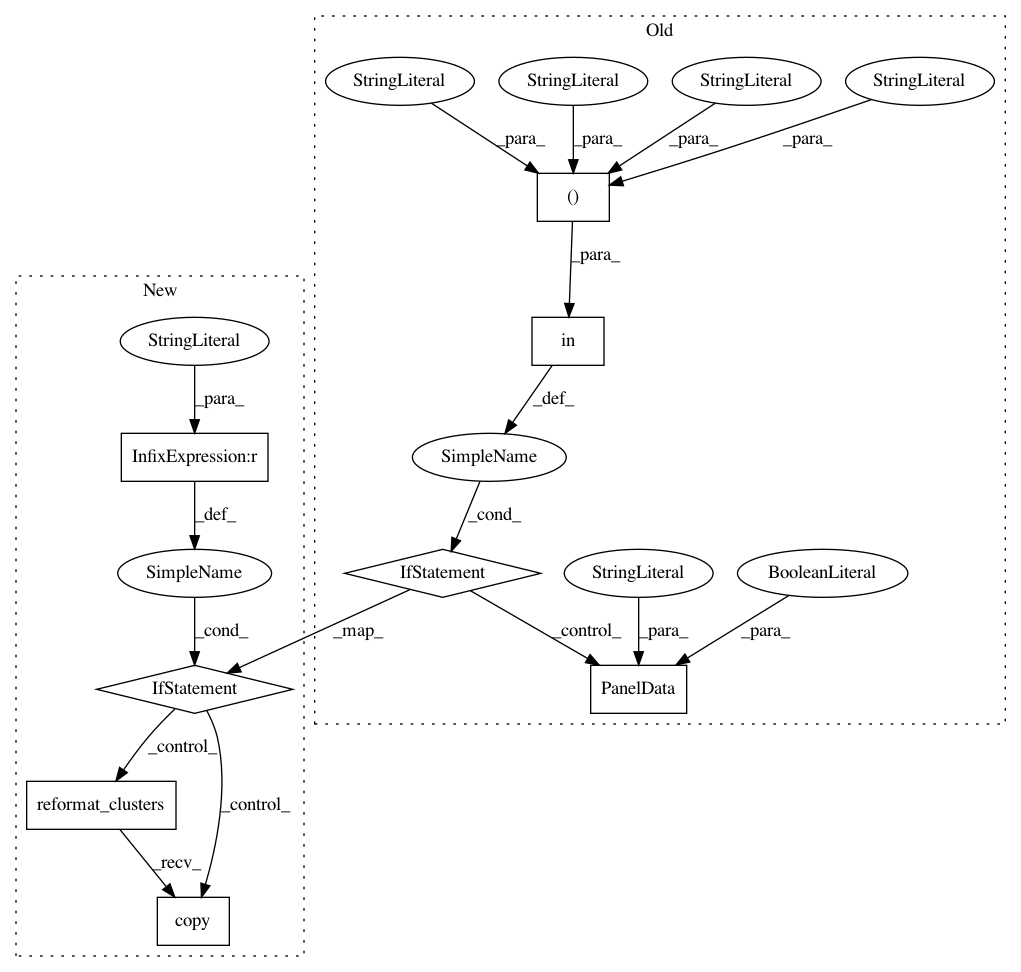 Old
StringLiteral StringLiteral StringLiteral StringLiteral
_para_ _para_ _para_ _para_
()
_para_
New
StringLiteral
in
_para_
_def_
InfixExpression:r
SimpleName
_def_
_cond_
SimpleName
IfStatement
StringLiteral
BooleanLiteral
_cond_
_map_
_control_
_para_
_para_
IfStatement
PanelData
_control_
reformat_clusters
_control_
_recv_
copy